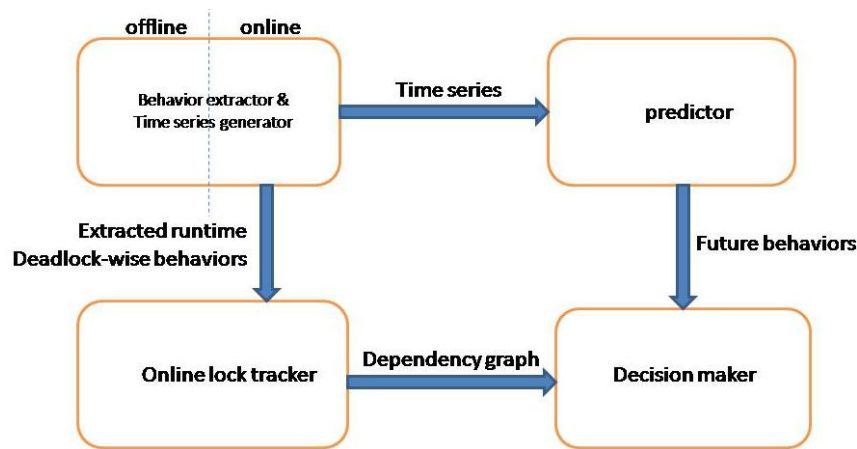 offline
online
Behavior extractor &
Time series generator
Time series
predictor
Extracted runtime
Deadlock-wise behaviors
Future behaviors
Online lock tracker
Dependency graph
Decision maker